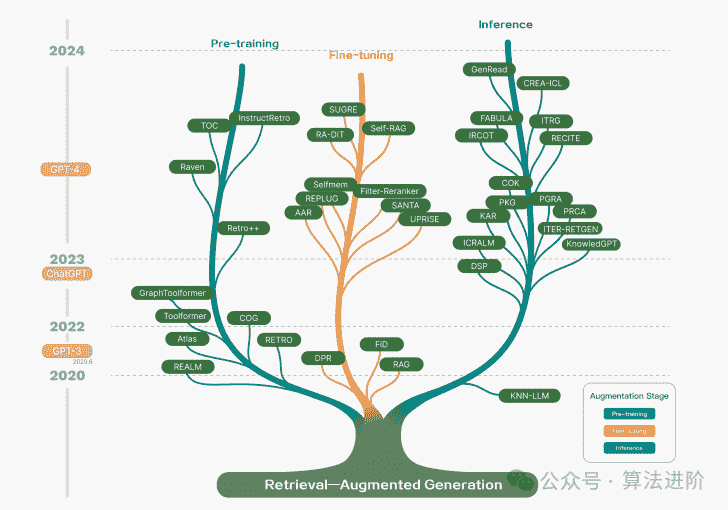 Inference
Pre-training
2024
Fine-tuning
GenRead
CREA-ICL
SUGRE
InstructRetro
FABULA
ITRG
TOC
RA-DIT
Self-RAG
IRCOT
RECITE
GPT-4
Raven
Selfmem
Filter-Reranker
COK
REPLUG
PKG
PGRA
AAR
SANTA
PRCA
KAR
UPRISE
Retro++
ITER-RETGEN
ICRALM
KnowledGPT
2023
DSP
ChatGPT
GraphToolformer
Toolformer
COG
2022
Atlas
RETRO
FiD
GPT-3
2020.6
DPR
RAG
REALM
2020
KNN-LLM
Augmentation Stage
Pre-training
Fine-tuning
Inference
Retrieval—Augmented Generation
公众号 · 算法进阶